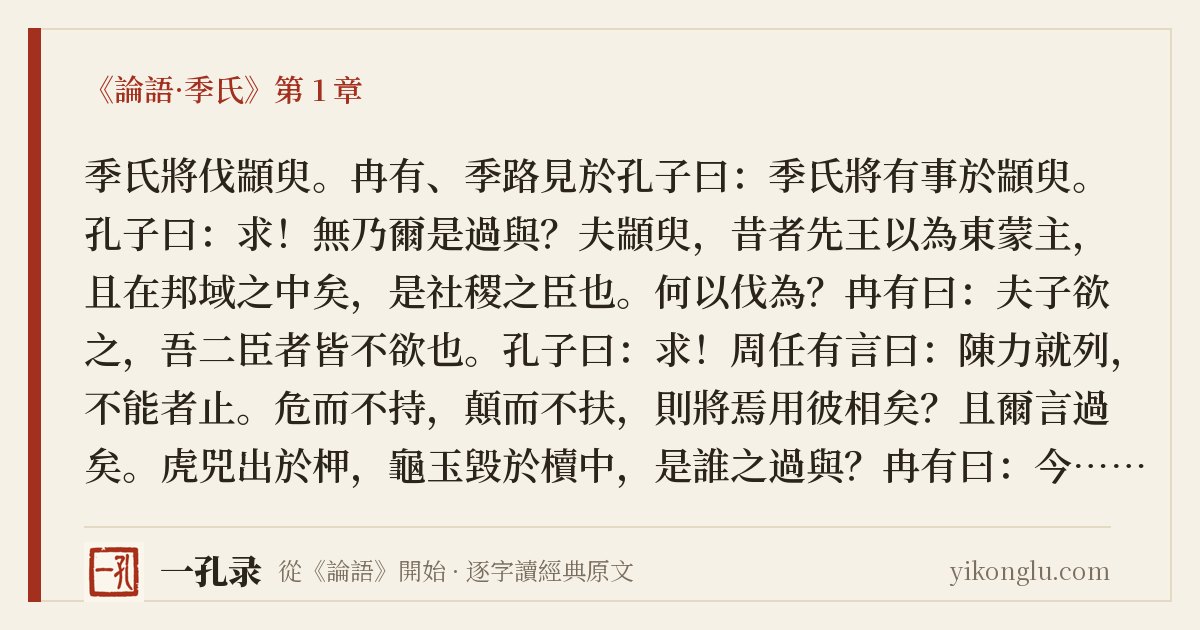 《論語·季氏》第 1 章
季氏將伐顓臾。冉有、季路見於孔子曰：季氏將有事於顓臾。
孔子曰：求！無乃爾是過與？夫顓臾，昔者先王以為東蒙主，
且在邦域之中矣，是社稷之臣也。何以伐為？冉有曰：夫子欲
之，吾二臣者皆不欲也。孔子曰：求！周任有言曰：陳力就列，
不能者止。危而不持，顛而不扶，則將焉用彼相矣？且爾言過
矣。虎兕出於柙，龜玉毀於櫝中，是誰之過與？冉有曰：今……
一孔
一孔录 從《論語》開始 · 逐字讀經典原文 yikonglu.com